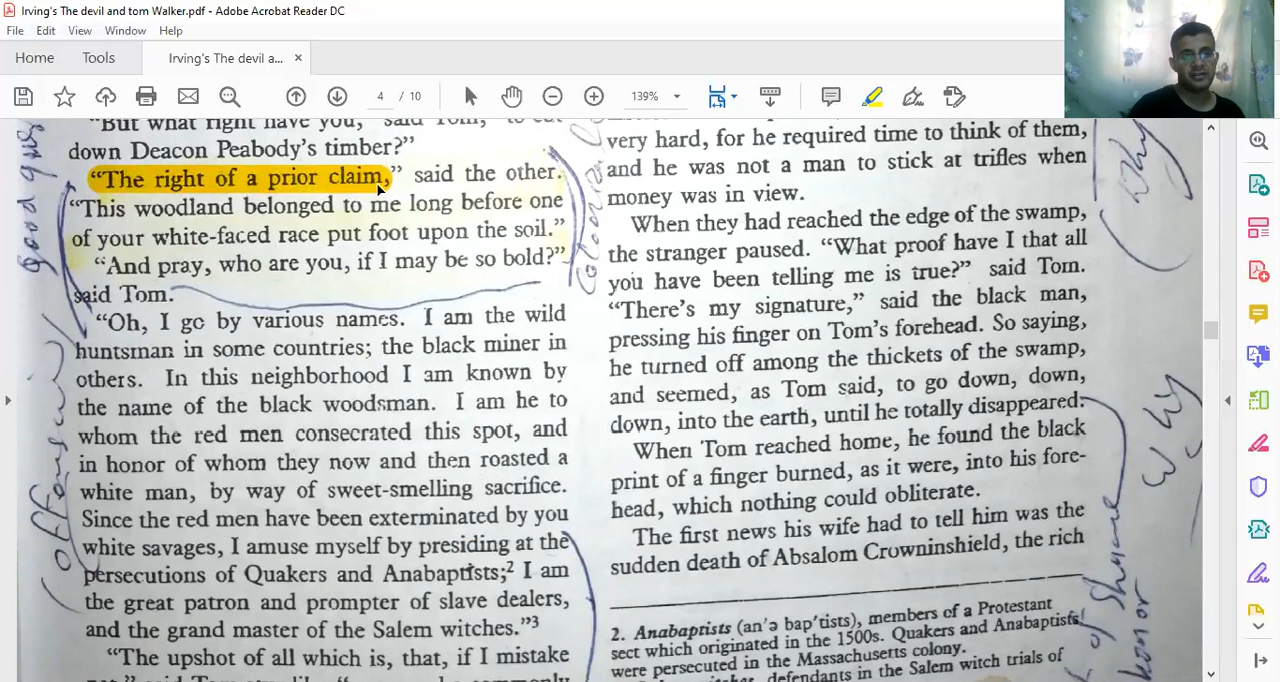 Irving's The devil and tom Walker.pdf - Adobe Acrobat Reader DC
File Edit View Window Help
Home Tools Irving's The devil a... ×
4 / 10 139%
"But what right have you," said Tom, "to cut
down Deacon Peabody's timber?"
"The right of a prior claim," said the other.
"This woodland belonged to me long before one
of your white-faced race put foot upon the soil."
"And pray, who are you, if I may be so bold?"
said Tom.
"Oh, I go by various names. I am the wild
huntsman in some countries; the black miner in
others. In this neighborhood I am known by
the name of the black woodsman. I am he to
whom the red men consecrated this spot, and
in honor of whom they now and then roasted a
white man, by way of sweet-smelling sacrifice.
Since the red men have been exterminated by you
white savages, I amuse myself by presiding at the
persecutions of Quakers and Anabaptists;2 I am
the great patron and prompter of slave dealers,
and the grand master of the Salem witches."3
"The upshot of all which is, that, if I mistake
very hard, for he required time to think of them,
and he was not a man to stick at trifles when
money was in view.
When they had reached the edge of the swamp,
the stranger paused. "What proof have I that all
you have been telling me is true?" said Tom.
"There's my signature," said the black man,
pressing his finger on Tom's forehead. So saying,
he turned off among the thickets of the swamp,
and seemed, as Tom said, to go down, down,
down, into the earth, until he totally disappeared.
When Tom reached home, he found the black
print of a finger burned, as it were, into his fore-
head, which nothing could obliterate.
The first news his wife had to tell him was the
sudden death of Absalom Crowninshield, the rich
2. Anabaptists (an'ə bap'tists), members of a Protestant
sect which originated in the 1500s. Quakers and Anabaptists
were persecuted in the Massachusetts colony.
defendants in the Salem witch trials of
good
why
why
of shame
honor